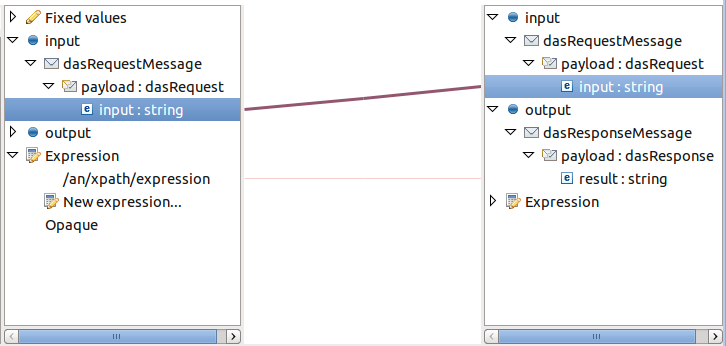 Fixed values
input
dasRequestMessage
payload : dasRequest
input : string
output
Expression
/an/xpath/expression
New expression...
Opaque
input
dasRequestMessage
payload : dasRequest
input : string
output
dasResponseMessage
payload : dasResponse
result : string
Expression